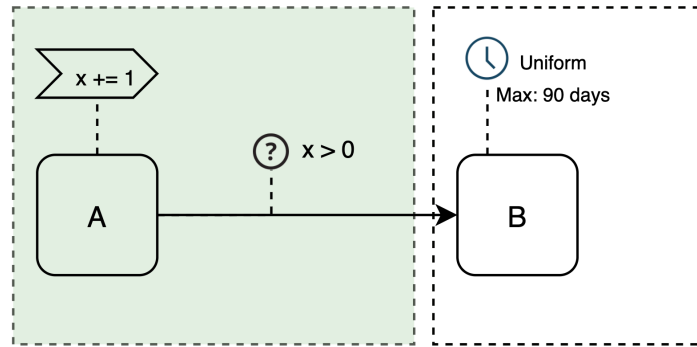 x += 1
Uniform
Max: 90 days
? x > 0
A
B